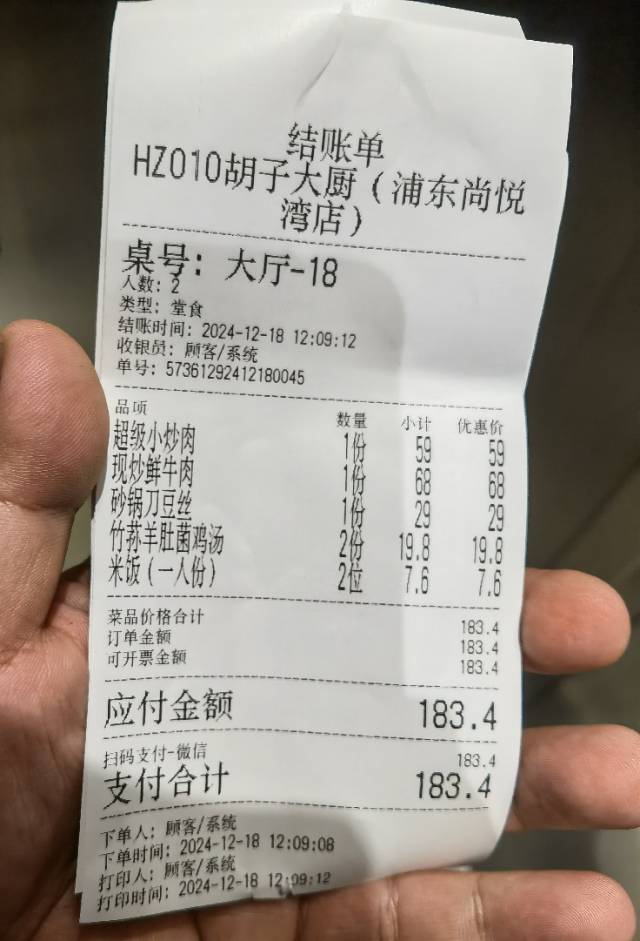 结账单
HZ010胡子大厨（浦东尚悦
湾店）
桌号：大厅-18
人数：2
类型：堂食
结账时间：2024-12-18 12:09:12
收银员：顾客/系统
单号：57361292412180045
品项 数量 小计 优惠价
超级小炒肉 1份 59 59
现炒鲜牛肉 1份 68 68
砂锅刀豆丝 1份 29 29
竹荪羊肚菌鸡汤 2份 19.8 19.8
米饭（一人份） 2位 7.6 7.6
菜品价格合计 183.4
订单金额 183.4
可开票金额 183.4
应付金额 183.4
扫码支付-微信 183.4
支付合计 183.4
下单人：顾客/系统
下单时间：2024-12-18 12:09:08
打印人：顾客/系统
打印时间：2024-12-18 12:09:12